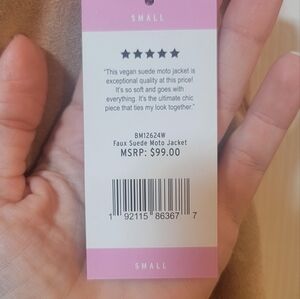 SMALL
★★★★★
"This vegan suede moto jacket is
exceptional quality at this price!
It's so soft and goes with
everything. It's the ultimate chic
piece that ties my look together."
BM12624W
Faux Suede Moto Jacket
MSRP: $99.00
1 92115 86367 7
SMALL